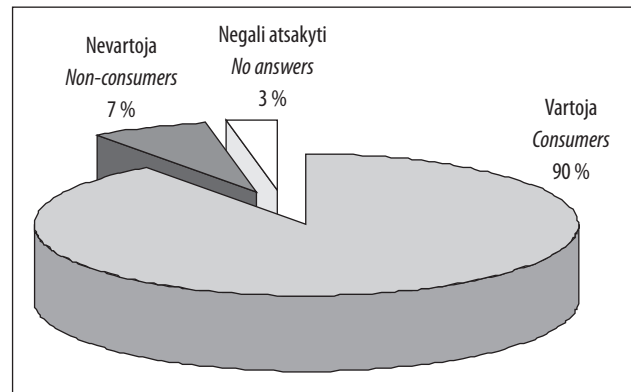 Nevartoja
Non-consumers
7 %
Negali atsakyti
No answers
3 %
Vartoja
Consumers
90 %